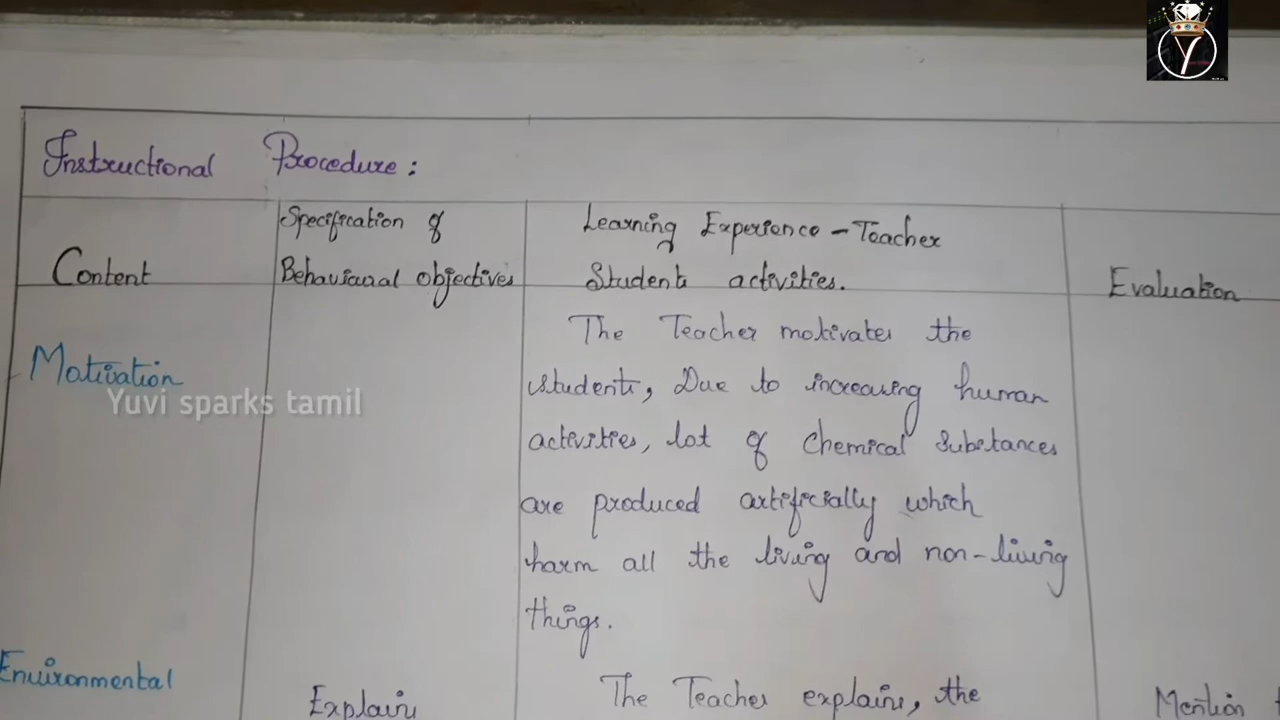 Y
Instructional Procedure:
Specification of
Behavioural objectives
Content
Learning Experience - Teacher
Students activities.
Evaluation
Motivation
Yuvi sparks tamil
The Teacher motivates the
students, Due to increasing human
activities, lot of chemical Substances
are produced artificially which
harm all the living and non-living
things.
Environmental
Explain
The Teacher explains, the
Mention